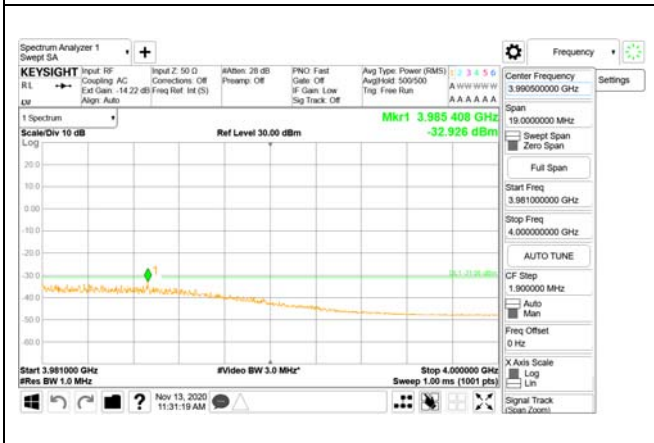 Spectrum Analyzer 1
Swept SA
Frequency
KEYSIGHT
Input: RF
Coupling: AC
Ext Gain: -14.22 dB
Align: Auto
Input Z: 50 Ω
Corrections: Off
Freq Ref: Int (S)
#Atten: 28 dB
Preamp: Off
PNO: Fast
Gate: Off
IF Gain: Low
Sig Track: Off
Avg Type: Power (RMS)
Avg|Hold: 500/500
Trig: Free Run
1 2 3 4 5 6
A W W W W W
A A A A A A
RL
1 Spectrum
Scale/Div 10 dB
Ref Level 30.00 dBm
Mkr1 3.985 408 GHz
-32.926 dBm
Log
20.0
10.0
0.00
-10.0
-20.0
-30.0
-40.0
-50.0
-60.0
1
Start 3.981000 GHz
#Res BW 1.0 MHz
#Video BW 3.0 MHz*
Stop 4.000000 GHz
Sweep 1.00 ms (1001 pts)
Nov 13, 2020
11:31:19 AM
?
Center Frequency
3.990500000 GHz
Settings
Span
19.0000000 MHz
Swept Span
Zero Span
Full Span
Start Freq
3.981000000 GHz
Stop Freq
4.000000000 GHz
AUTO TUNE
CF Step
1.900000 MHz
Auto
Man
Freq Offset
0 Hz
X Axis Scale
Log
Lin
Signal Track
(Span Zoom)